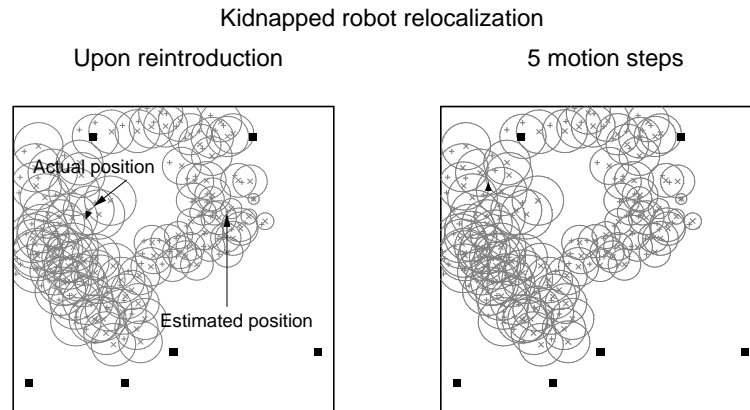 Kidnapped robot relocalization
Upon reintroduction
5 motion steps
Actual position
Estimated position